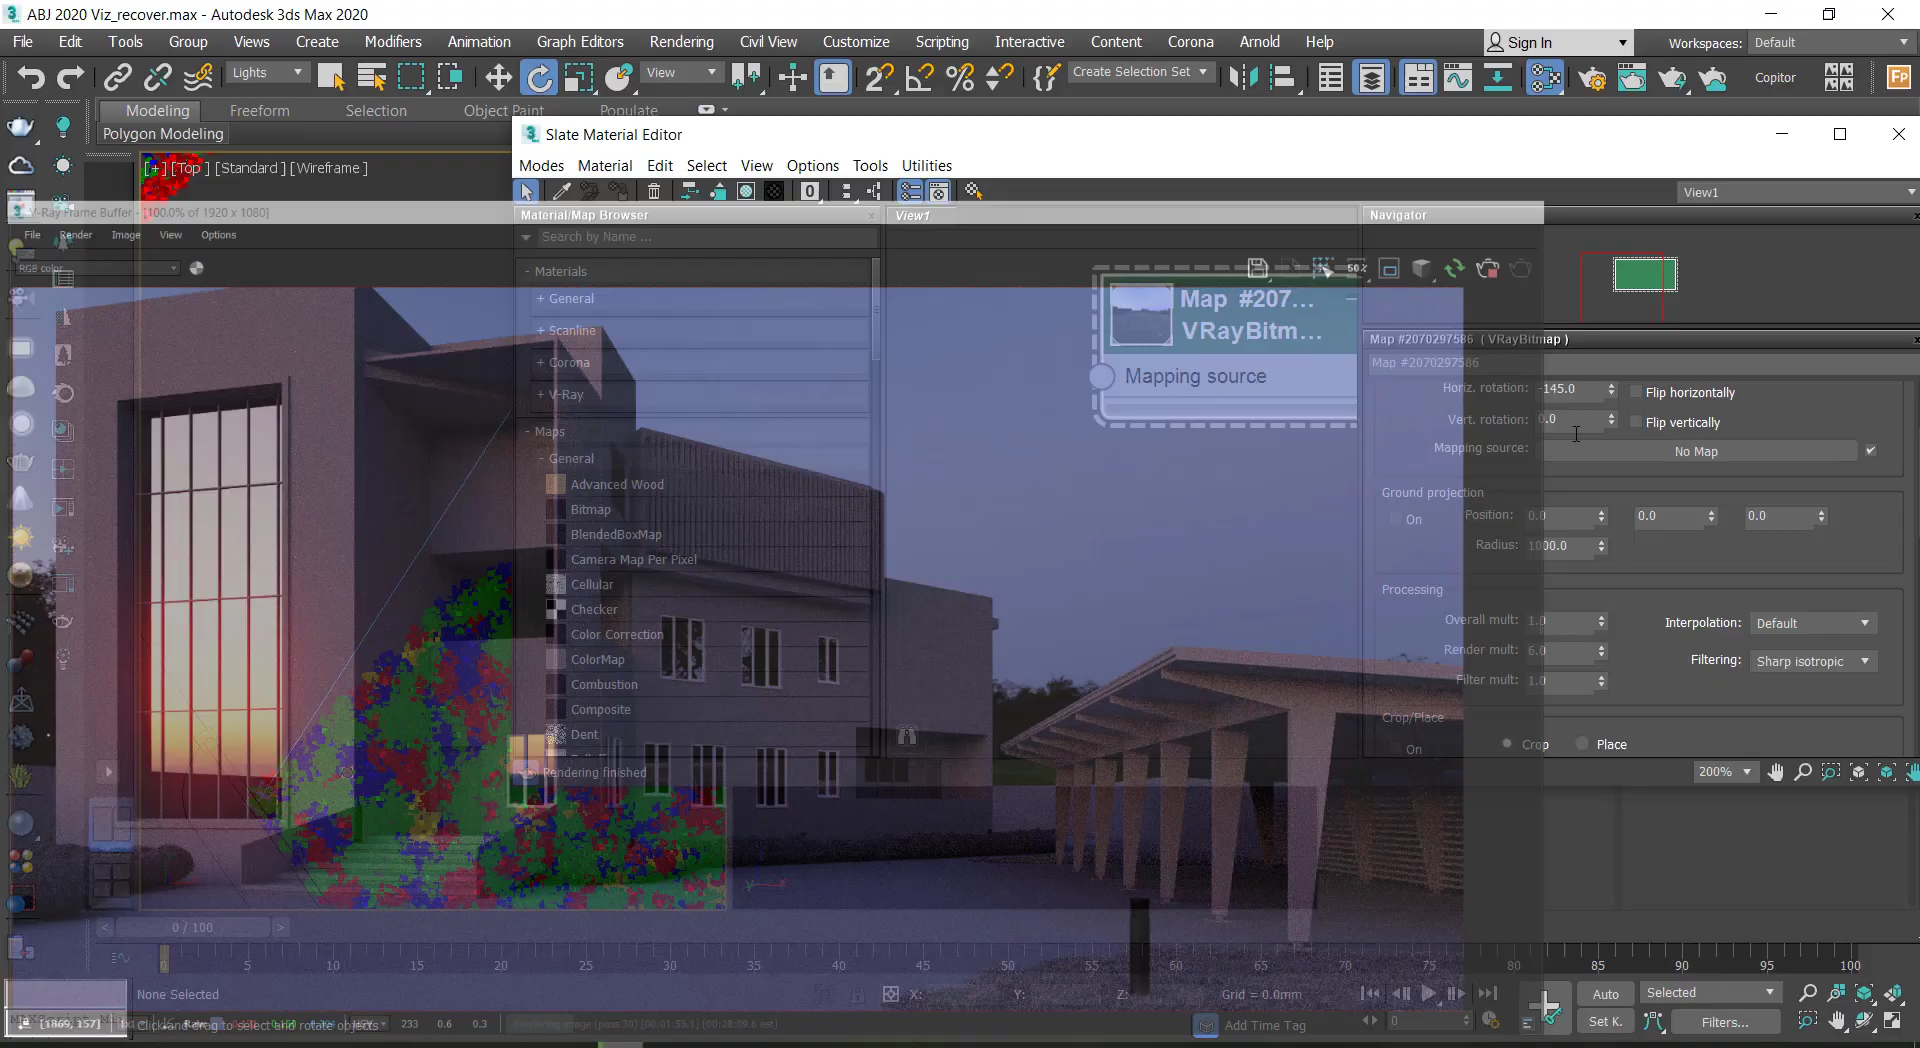 ABJ 2020 Viz_recover.max - Autodesk 3ds Max 2020
File Edit Tools Group Views Create Modifiers Animation Graph Editors Rendering Civil View Customize Scripting Interactive Content Corona Arnold Help
Sign In
Workspaces: Default
Lights
View
Create Selection Set
Copitor
Modeling Freeform Selection Object Paint Populate
Polygon Modeling
[+] [Top ] [Standard ] [Wireframe ]
Slate Material Editor
Modes Material Edit Select View Options Tools Utilities
View1
V-Ray Frame Buffer - [100.0% of 1920 x 1080]
File Render Image View Options
RGB color
Material/Map Browser
Search by Name ...
- Materials
+ General
+ Scanline
+ Corona
+ V-Ray
- Maps
- General
Advanced Wood
Bitmap
BlendedBoxMap
Camera Map Per Pixel
Cellular
Checker
Color Correction
ColorMap
Combustion
Composite
Dent
Rendering finished
View1
50%
Map #207...
VRayBitm...
Mapping source
Navigator
Map #2070297586 ( VRayBitmap )
Map #2070297586
Horiz. rotation: -145.0 Flip horizontally
Vert. rotation: 0.0 Flip vertically
Mapping source: No Map
Ground projection
On Position: 0.0 0.0 0.0
Radius: 1000.0
Processing
Overall mult: 1.0 Interpolation: Default
Render mult: 6.0 Filtering: Sharp isotropic
Filter mult: 1.0
Crop/Place
On Crop Place
200%
0 / 100
0 5 10 15 20 25 30 35 40 45 50 55 60 65 70 75 80 85 90 95 100
None Selected
X: Y: Z: Grid = 0.0mm
Auto Selected
Set K. Filters...
[1869, 157]
Click and drag to select and rotate objects
233 0.6 0.3
Add Time Tag
0